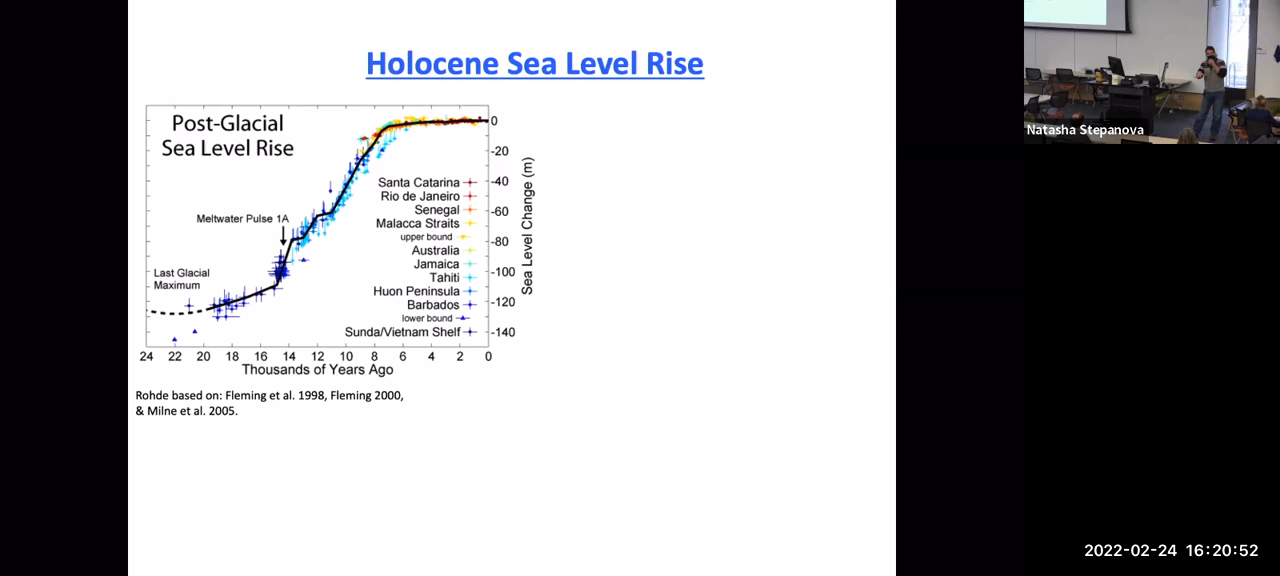 Holocene Sea Level Rise
Post-Glacial
Sea Level Rise
Meltwater Pulse 1A
Last Glacial
Maximum
Santa Catarina
Rio de Janeiro
Senegal
Malacca Straits
upper bound
Australia
Jamaica
Tahiti
Huon Peninsula
Barbados
lower bound
Sunda/Vietnam Shelf
0
-20
-40
-60
-80
-100
-120
-140
Sea Level Change (m)
24 22 20 18 16 14 12 10 8 6 4 2 0
Thousands of Years Ago
Rohde based on: Fleming et al. 1998, Fleming 2000,
& Milne et al. 2005.
Natasha Stepanova
2022-02-24 16:20:52